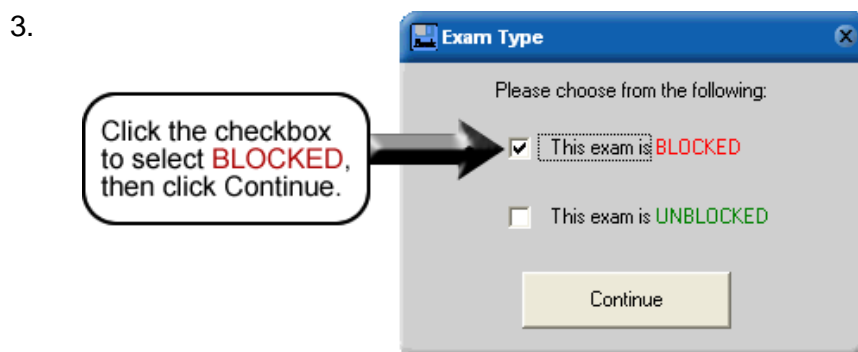 3.
Exam Type
Please choose from the following:
Click the checkbox
to select BLOCKED,
then click Continue.
This exam is BLOCKED
This exam is UNBLOCKED
Continue